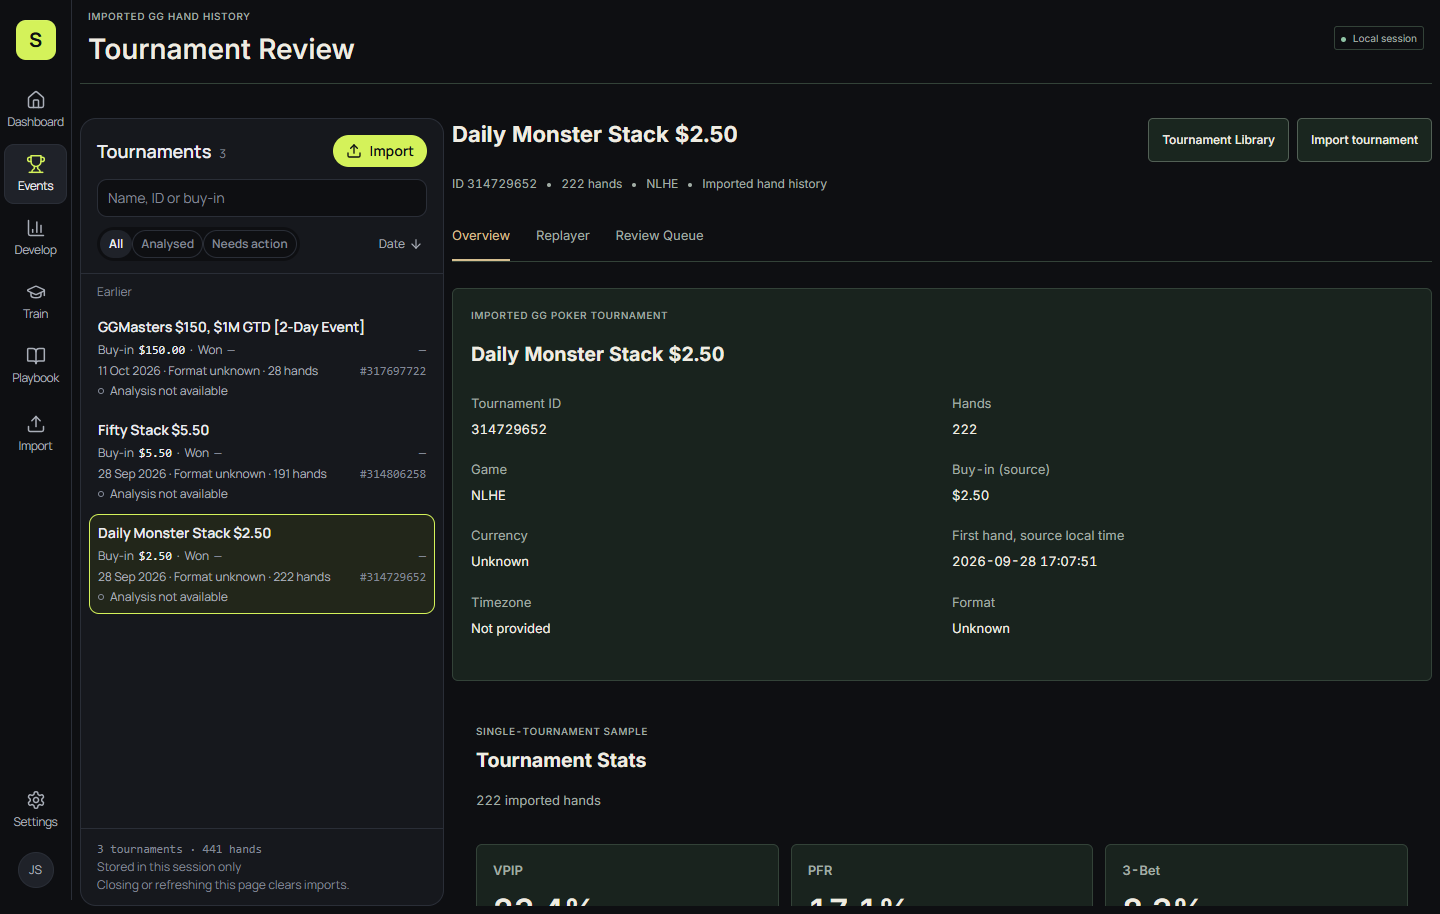 S
Dashboard
Events
Develop
Train
Playbook
Import
Settings
JS
IMPORTED GG HAND HISTORY
Tournament Review
Local session
Tournaments 3
Import
Name, ID or buy-in
All
Analysed
Needs action
Date ↓
Earlier
GGMasters $150, $1M GTD [2-Day Event]
Buy-in $150.00 · Won – –
11 Oct 2026 · Format unknown · 28 hands #317697722
Analysis not available
Fifty Stack $5.50
Buy-in $5.50 · Won – –
28 Sep 2026 · Format unknown · 191 hands #314806258
Analysis not available
Daily Monster Stack $2.50
Buy-in $2.50 · Won – –
28 Sep 2026 · Format unknown · 222 hands #314729652
Analysis not available
3 tournaments · 441 hands
Stored in this session only
Closing or refreshing this page clears imports.
Daily Monster Stack $2.50
Tournament Library
Import tournament
ID 314729652 • 222 hands • NLHE • Imported hand history
Overview
Replayer
Review Queue
IMPORTED GG POKER TOURNAMENT
Daily Monster Stack $2.50
Tournament ID
314729652
Hands
222
Game
NLHE
Buy-in (source)
$2.50
Currency
Unknown
First hand, source local time
2026-09-28 17:07:51
Timezone
Not provided
Format
Unknown
SINGLE-TOURNAMENT SAMPLE
Tournament Stats
222 imported hands
VPIP
PFR
17.1%
3-Bet